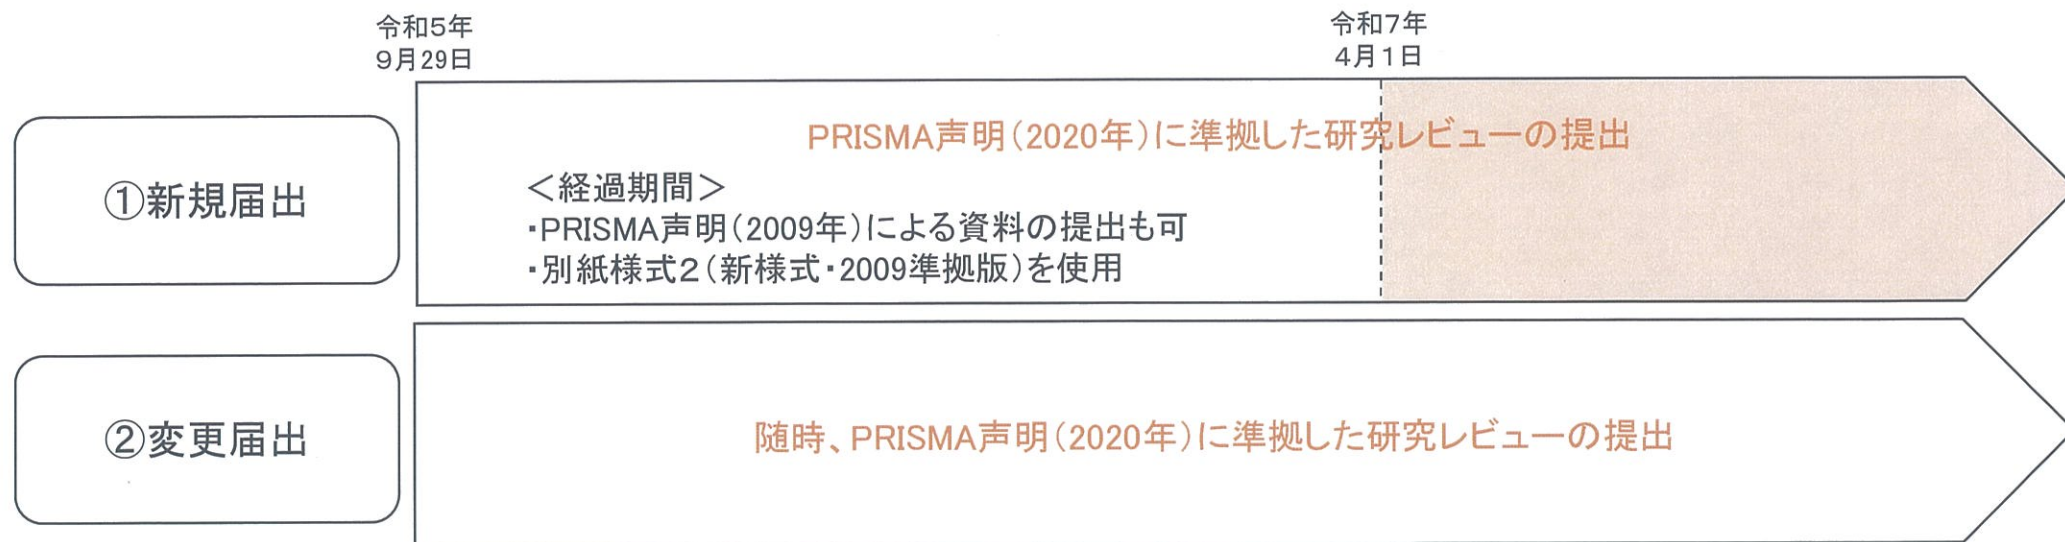 令和5年
9月29日
令和7年
4月1日
①新規届出
PRISMA声明(2020年)に準拠した研究レビューの提出
＜経過期間＞
・PRISMA声明(2009年)による資料の提出も可
・別紙様式2(新様式・2009準拠版)を使用
②変更届出
随時、PRISMA声明(2020年)に準拠した研究レビューの提出